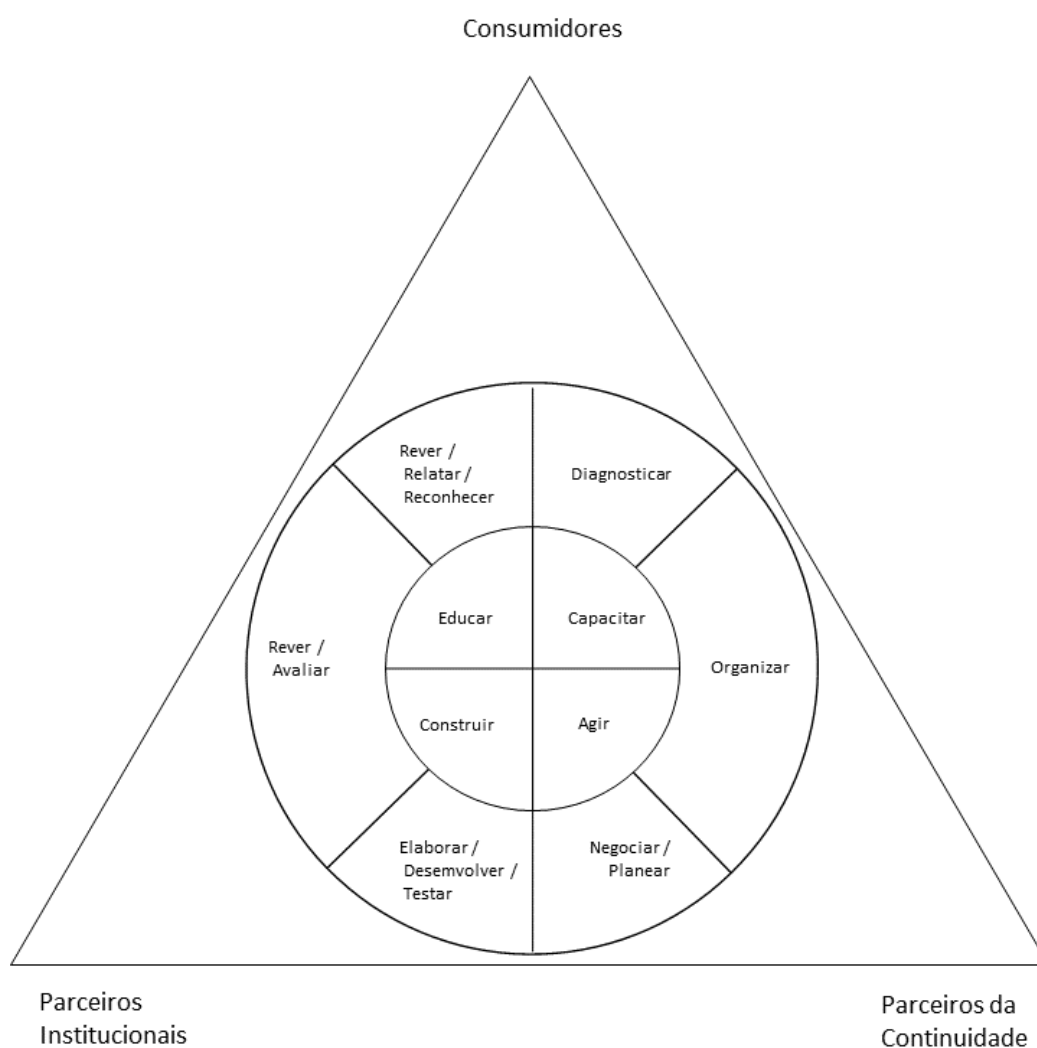 Consumidores
Rever /
Relatar /
Reconhecer
Diagnosticar
Educar
Capacitar
Rever /
Avaliar
Organizar
Construir
Agir
Elaborar /
Desemvolver /
Testar
Negociar /
Planear
Parceiros
Institucionais
Parceiros da
Continuidade